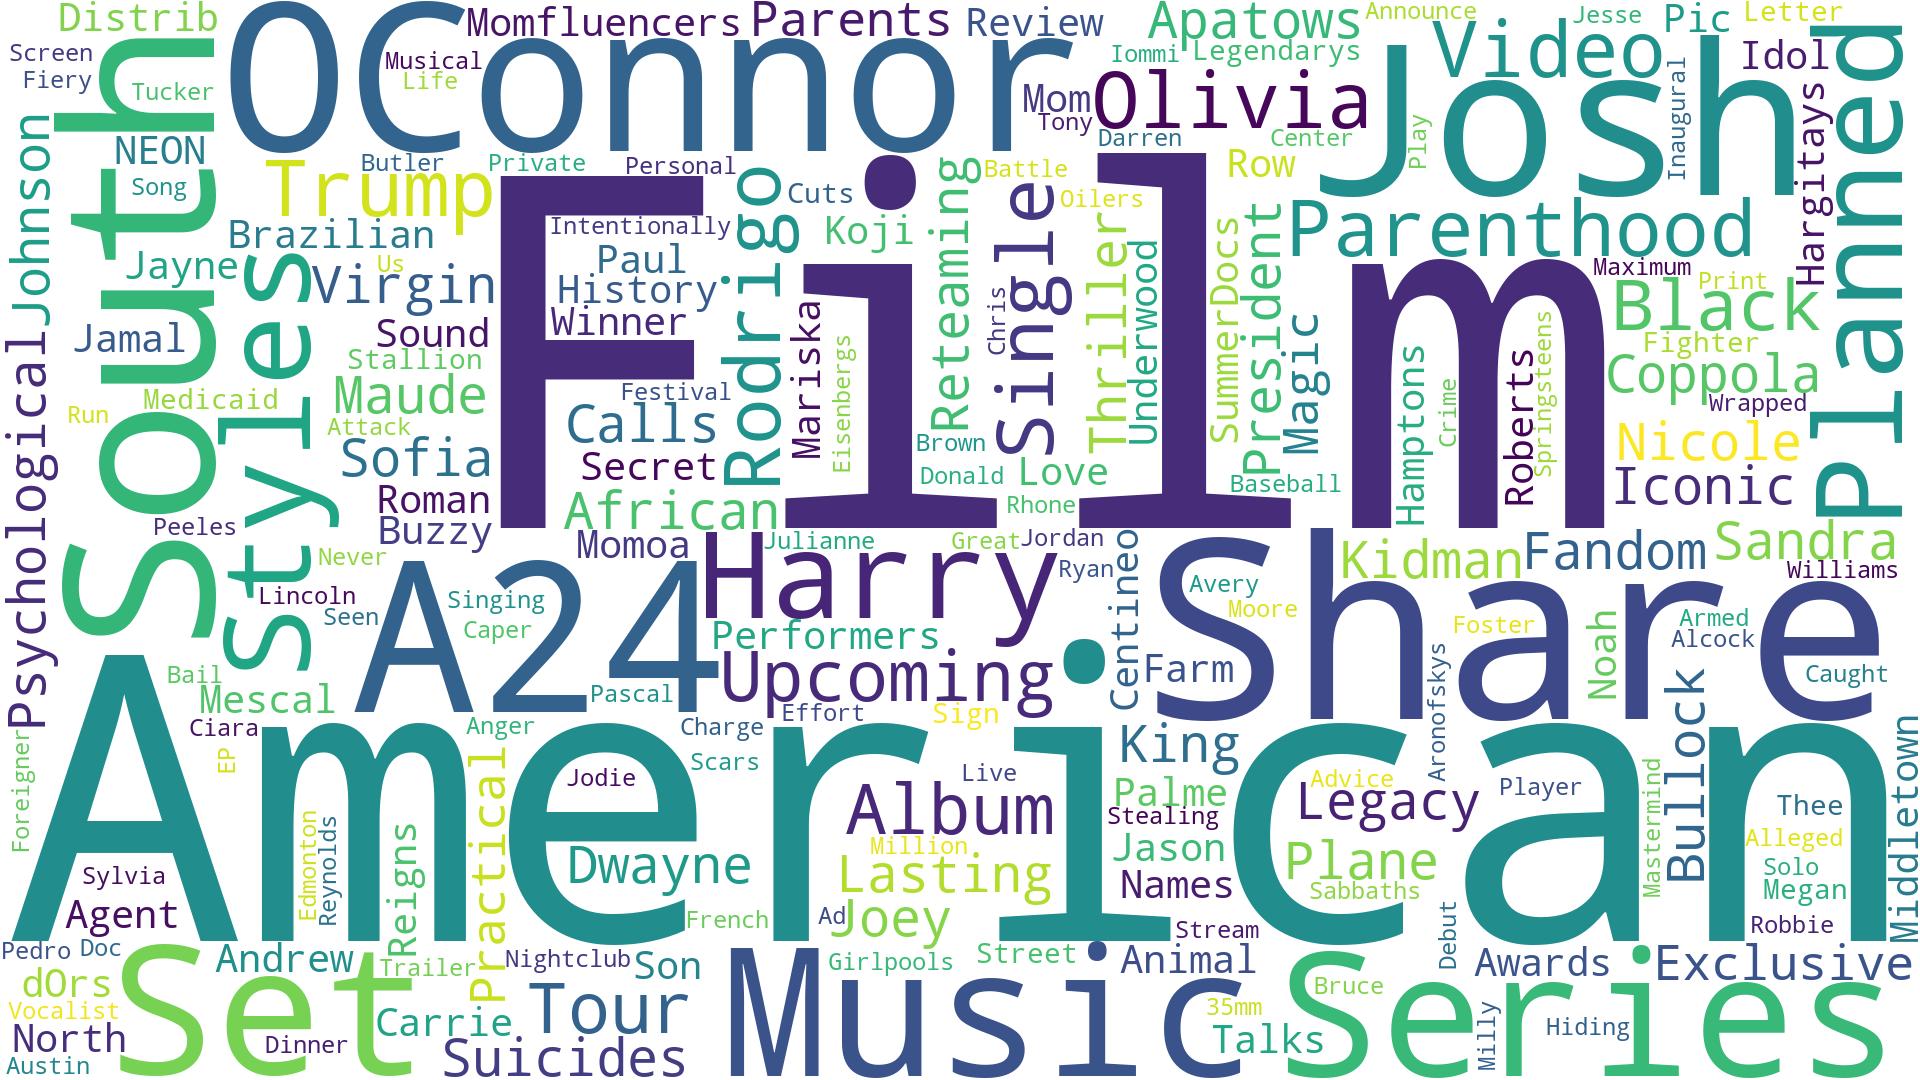 Distrib
OConnor
Momfluencers
Parents
Review
Apatows
Announce
Jesse
Pic
Letter
Screen
Fiery
Musical
Life
Iommi
Legendarys
Video
Idol
Tucker
South
Mom
Tony
Olivia
Josh
Inaugural
Planned
Johnson
NEON
Song
Butler
Private
Personal
Darren
Center
Play
Hargitays
Trump
Film
Rodrigo
Cuts
Battle
Oilers
Row
Parenthood
Brazilian
Intentionally
Koji
Reteaming
Single
Thriller
Underwood
SummerDocs
President
Jayne
Us
Paul
Maximum
Print
Styles
Virgin
History
Winner
Mariska
Chris
Magic
Black
Jamal
Sound
Stallion
Eisenbergs
Hamptons
Crime
Roberts
Springsteens
Fighter
Coppola
Psychological
Run
Medicaid
Maude
Festival
Wrapped
Attack
Calls
Brown
Nicole
Sofia
Secret
Donald
Love
Baseball
Iconic
Roman
African
Rhone
Peeles
Buzzy
Momoa
Julianne
Great
Jordan
Kidman
Fandom
Sandra
Never
A24
Harry
Ryan
Centineo
Share
Williams
Lincoln
Seen
Singing
Caper
Avery
Moore
Foster
Noah
Armed
Alcock
Performers
Bail
Mescal
Pascal
Upcoming
Farm
Aronofskys
Bullock
Caught
Ciara
Anger
Charge
Effort
Sign
King
Middletown
Foreigner
EP
American
Practical
Scars
Jodie
Live
Advice
Player
Mastermind
Thee
Edmonton
Reynolds
Reigns
Album
Palme
Stealing
Legacy
Million
Jason
Plane
Alleged
Sylvia
Dwayne
Lasting
Names
Sabbaths
Solo
Megan
Agent
French
Ad
Joey
Stream
Debut
Robbie
Pedro
Doc
Andrew
Trailer
Nightclub
Son
Music
Girlpools
Street
Animal
Series
Awards
Exclusive
dOrs
Set
Bruce
Vocalist
Tour
35mm
North
Carrie
Talks
Milly
Hiding
Dinner
Suicides
Austin